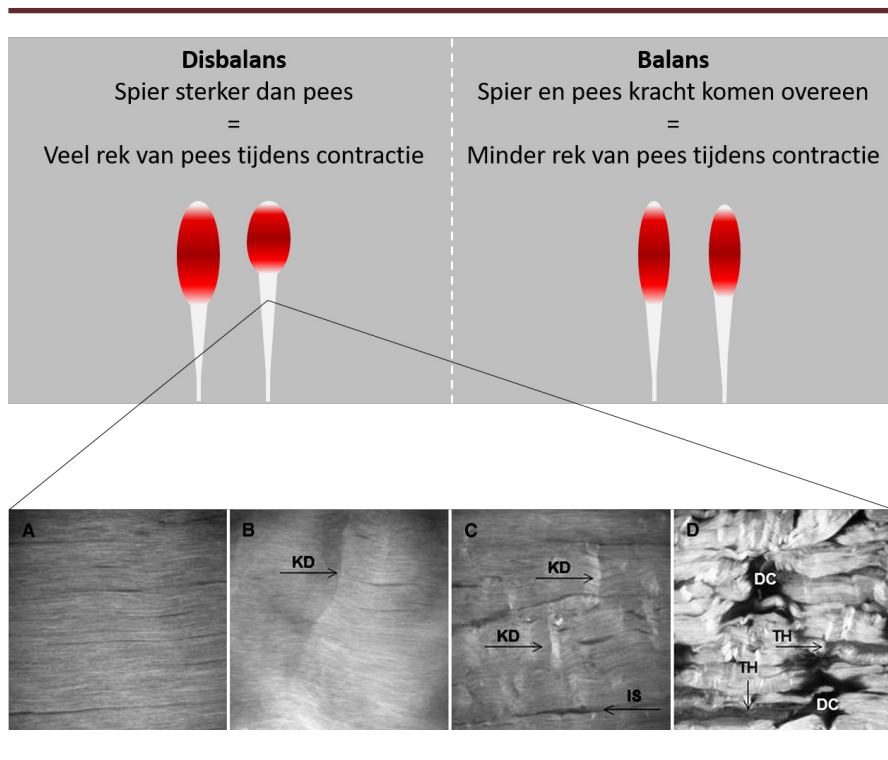 Disbalans
Spier sterker dan pees
=
Veel rek van pees tijdens contractie
Balans
Spier en pees kracht komen overeen
=
Minder rek van pees tijdens contractie
A
B
KD
C
KD
KD
IS
D
DC
TH
TH
DC